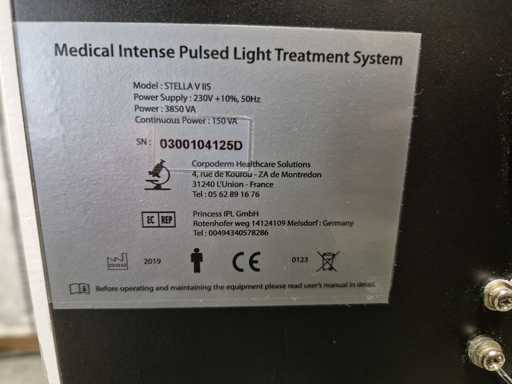 Medical Intense Pulsed Light Treatment System
Model : STELLA V IIS
Power Supply : 230V +10%, 50Hz
Power : 3850 VA
Continuous Power : 150 VA
SN : 0300104125D
Corpoderm Healthcare Solutions
4, rue de Kourou - ZA de Montredon
31240 L'Union - France
Tel : 05 62 89 16 76
EC REP
Princess IPL GmbH
Rotenhofer weg 14124109 Melsdorf : Germany
Tel : 00494340578286
2019 CE 0123
Before operating and maintaining the equipment please read user's manual in detail.